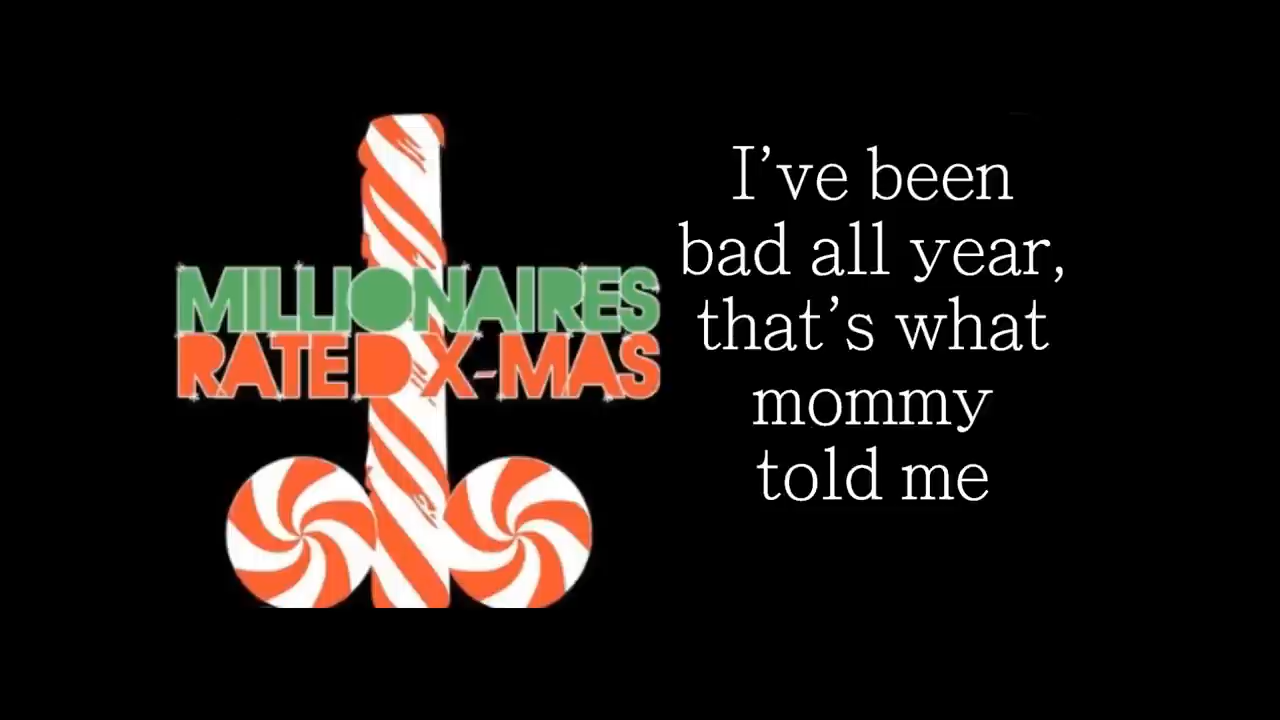 MILLIONAIRES
RATED X-MAS
I’ve been
bad all year,
that’s what
mommy
told me